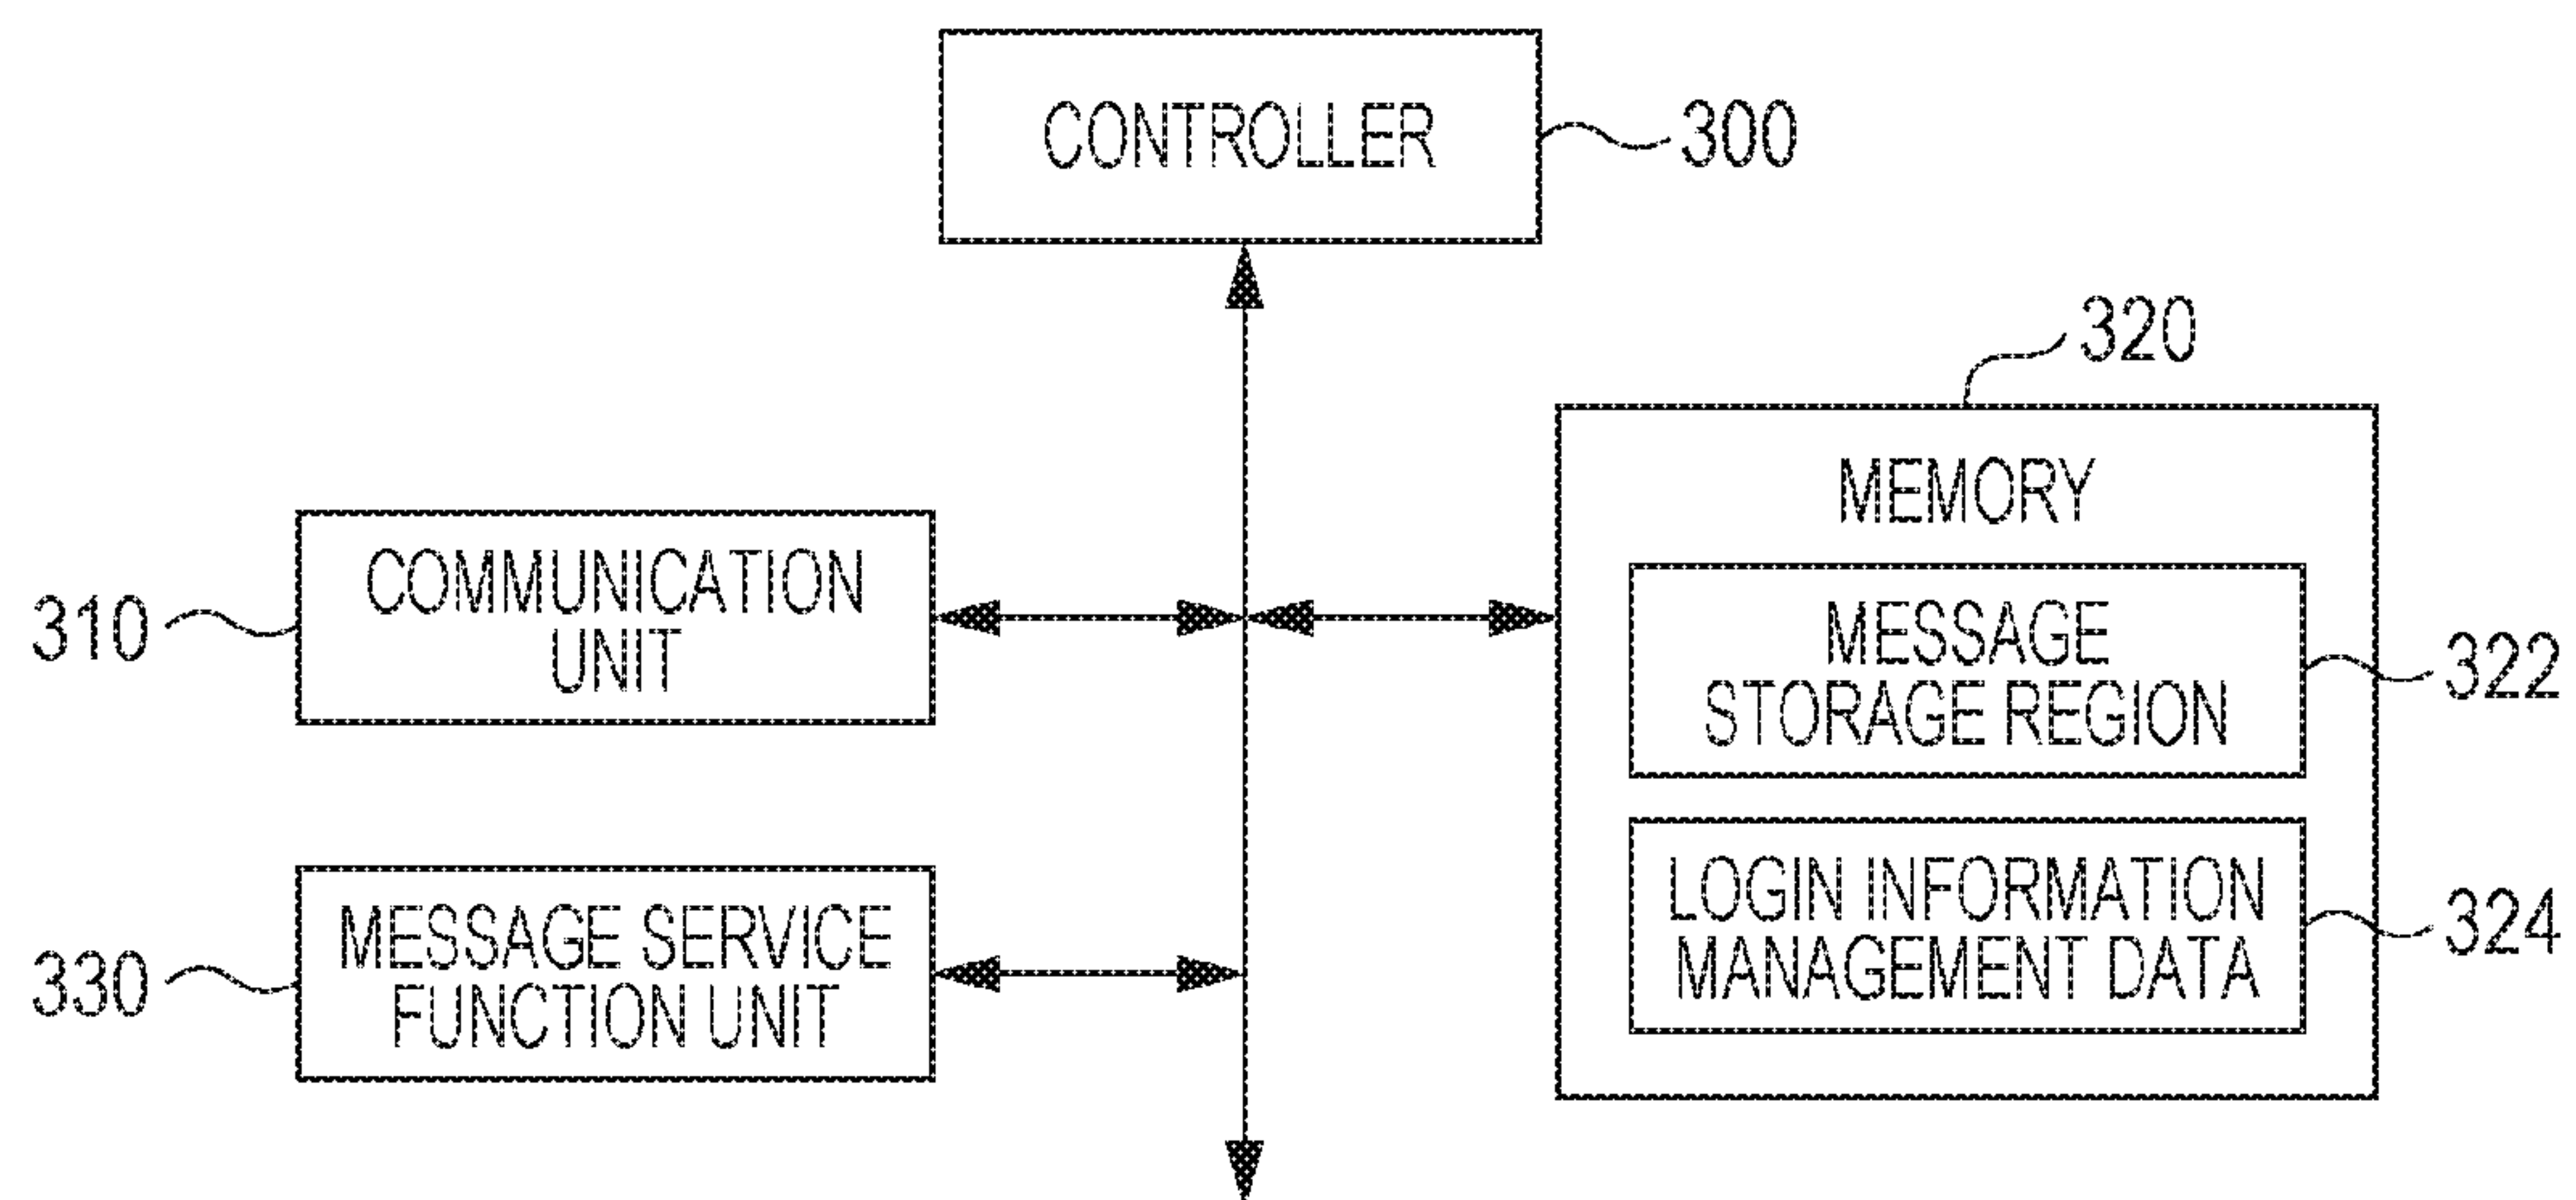 CONTROLLER
300
320
MEMORY
COMMUNICATION
UNIT
310
MESSAGE
STORAGE REGION
322
MESSAGE SERVICE
FUNCTION UNIT
330
LOGIN INFORMATION
MANAGEMENT DATA
324